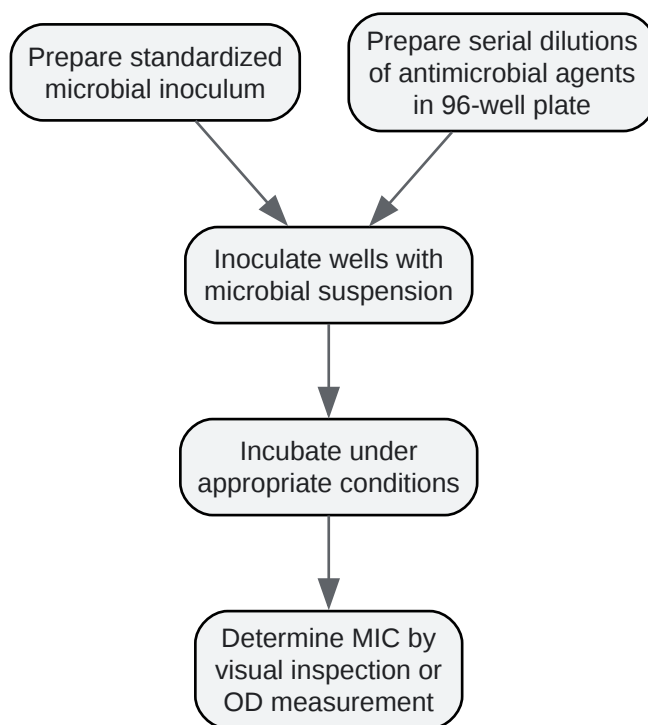 Prepare standardized
microbial inoculum
Prepare serial dilutions
of antimicrobial agents
in 96-well plate
Inoculate wells with
microbial suspension
Incubate under
appropriate conditions
Determine MIC by
visual inspection or
OD measurement